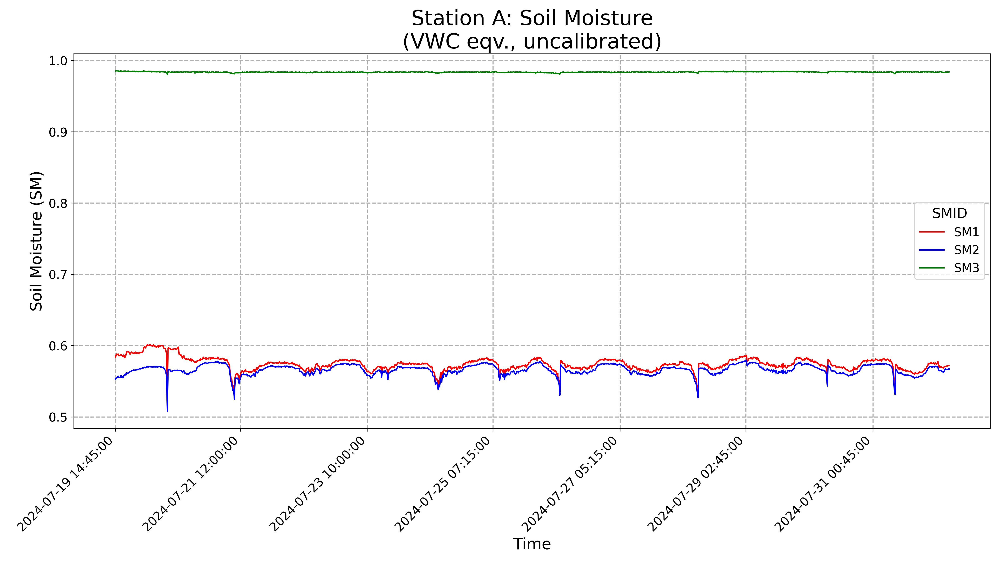 Station A: Soil Moisture
(VWC eqv., uncalibrated)
Soil Moisture (SM)
1.0
0.9
0.8
0.7
0.6
0.5
SMID
SM1
SM2
SM3
2024-07-19 14:45:00
2024-07-21 12:00:00
2024-07-23 10:00:00
2024-07-25 07:15:00
2024-07-27 05:15:00
2024-07-29 02:45:00
2024-07-31 00:45:00
Time